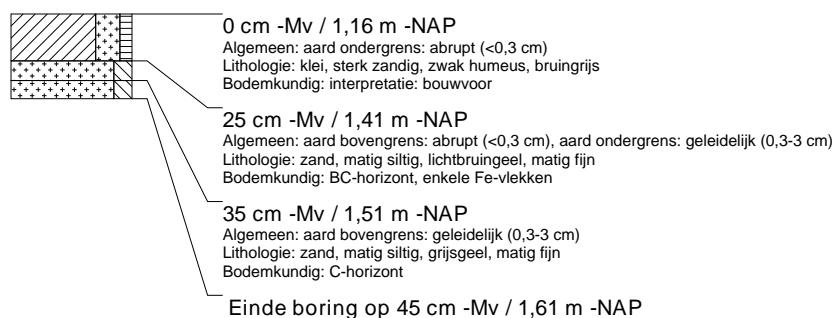 0 cm -Mv / 1,16 m -NAP
Algemeen: aard ondergrens: abrupt (<0,3 cm)
Lithologie: klei, sterk zandig, zwak humeus, bruingrijs
Bodemkundig: interpretatie: bouwvoor
25 cm -Mv / 1,41 m -NAP
Algemeen: aard bovengrens: abrupt (<0,3 cm), aard ondergrens: geleidelijk (0,3-3 cm)
Lithologie: zand, matig siltig, lichtbruingeel, matig fijn
Bodemkundig: BC-horizont, enkele Fe-vlekken
35 cm -Mv / 1,51 m -NAP
Algemeen: aard bovengrens: geleidelijk (0,3-3 cm)
Lithologie: zand, matig siltig, grijsgeel, matig fijn
Bodemkundig: C-horizont
Einde boring op 45 cm -Mv / 1,61 m -NAP